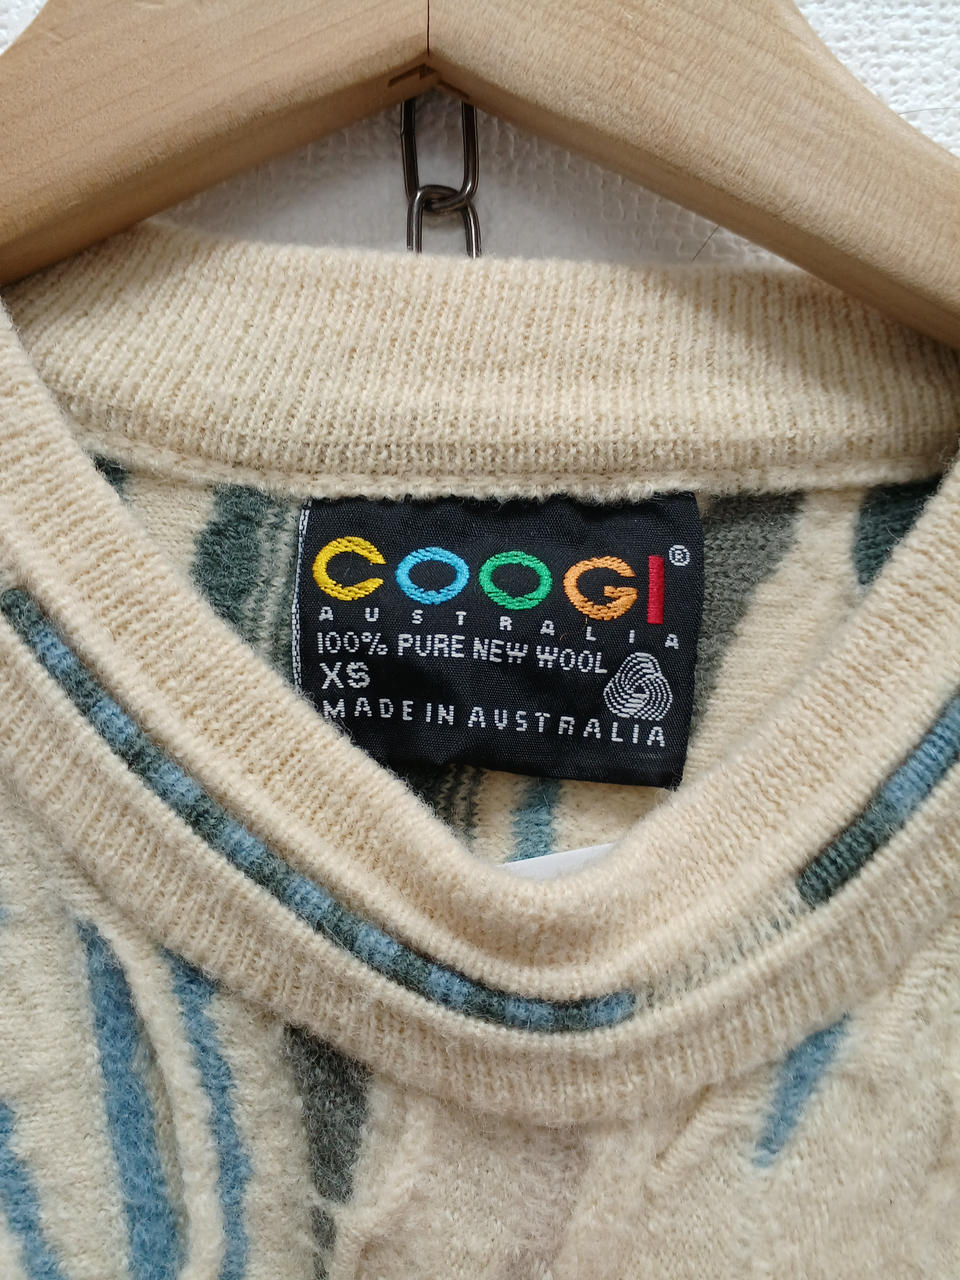 COOGI®
AUSTRALIA
100% PURE NEW WOOL
XS
MADE IN AUSTRALIA